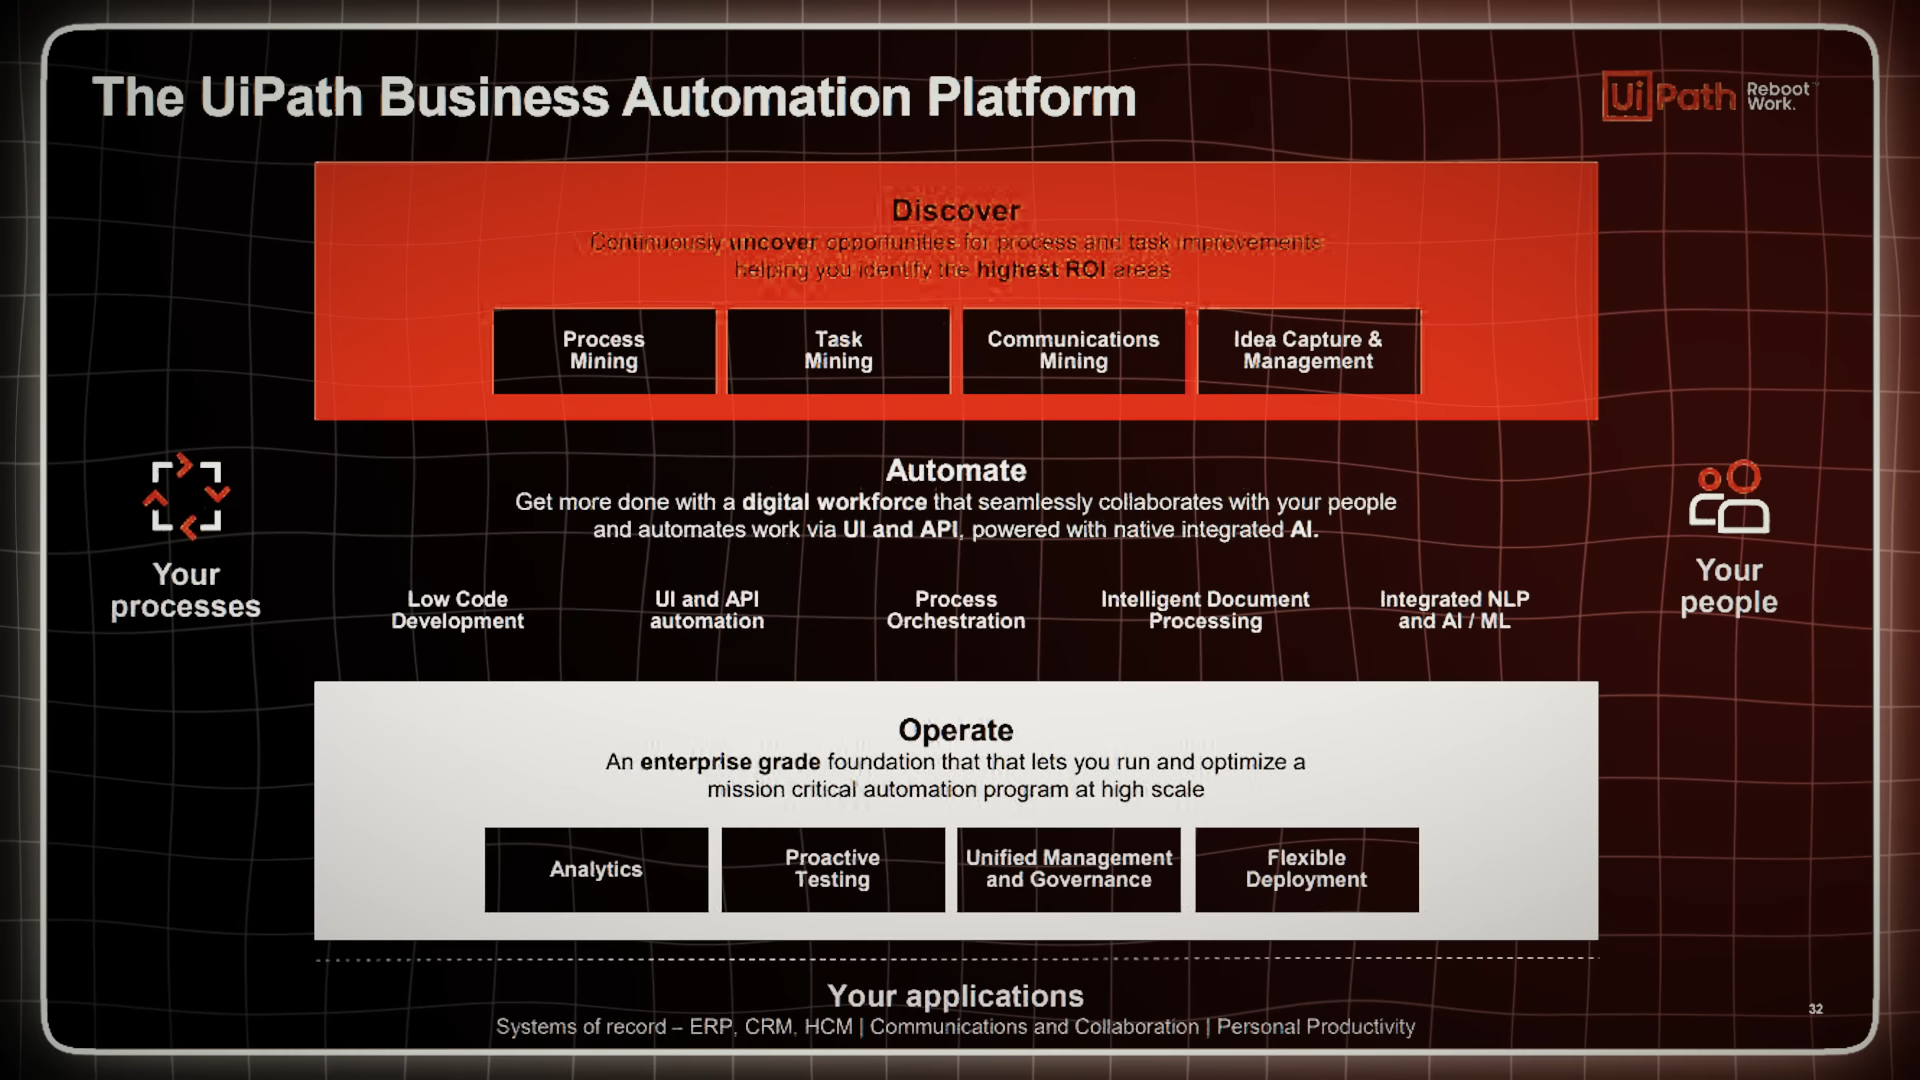 The UiPath Business Automation Platform
UiPath Reboot Work.™
Discover
Continuously uncover opportunities for process and task improvements
helping you identify the highest ROI areas
Process
Mining
Task
Mining
Communications
Mining
Idea Capture &
Management
Your
processes
Automate
Get more done with a digital workforce that seamlessly collaborates with your people
and automates work via UI and API, powered with native integrated AI.
Low Code
Development
UI and API
automation
Process
Orchestration
Intelligent Document
Processing
Integrated NLP
and AI / ML
Your
people
Operate
An enterprise grade foundation that that lets you run and optimize a
mission critical automation program at high scale
Analytics
Proactive
Testing
Unified Management
and Governance
Flexible
Deployment
Your applications
Systems of record – ERP, CRM, HCM | Communications and Collaboration | Personal Productivity
32